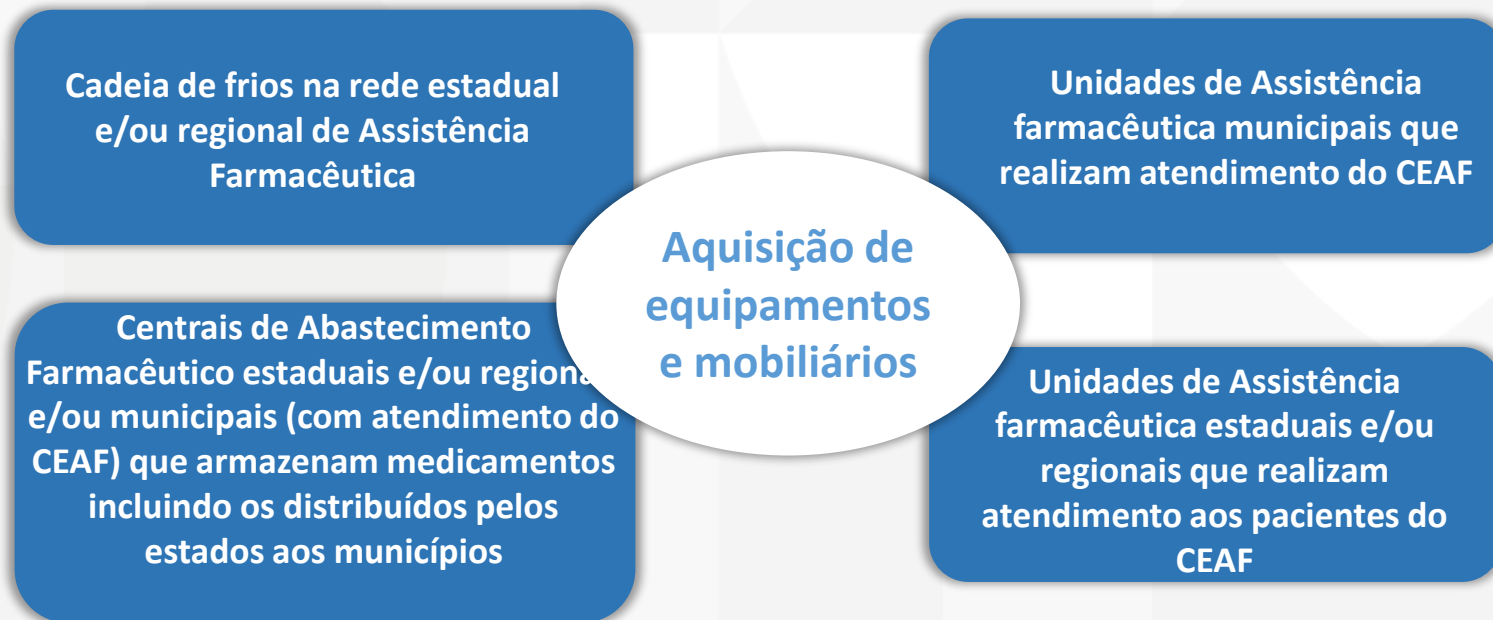 Cadeia de frios na rede estadual
e/ou regional de Assistência
Farmacêutica
Unidades de Assistência
farmacêutica municipais que
realizam atendimento do CEAF
Aquisição de
equipamentos
e mobiliários
Centrais de Abastecimento
Farmacêutico estaduais e/ou regiona
e/ou municipais (com atendimento do
CEAF) que armazenam medicamentos
incluindo os distribuídos pelos
estados aos municípios
Unidades de Assistência
farmacêutica estaduais e/ou
regionais que realizam
atendimento aos pacientes do
CEAF